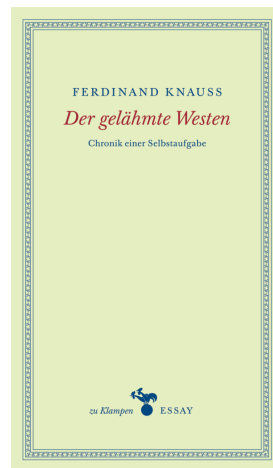 FERDINAND KNAUSS
Der gelähmte Westen
Chronik einer Selbstaufgabe
zu Klampen ESSAY